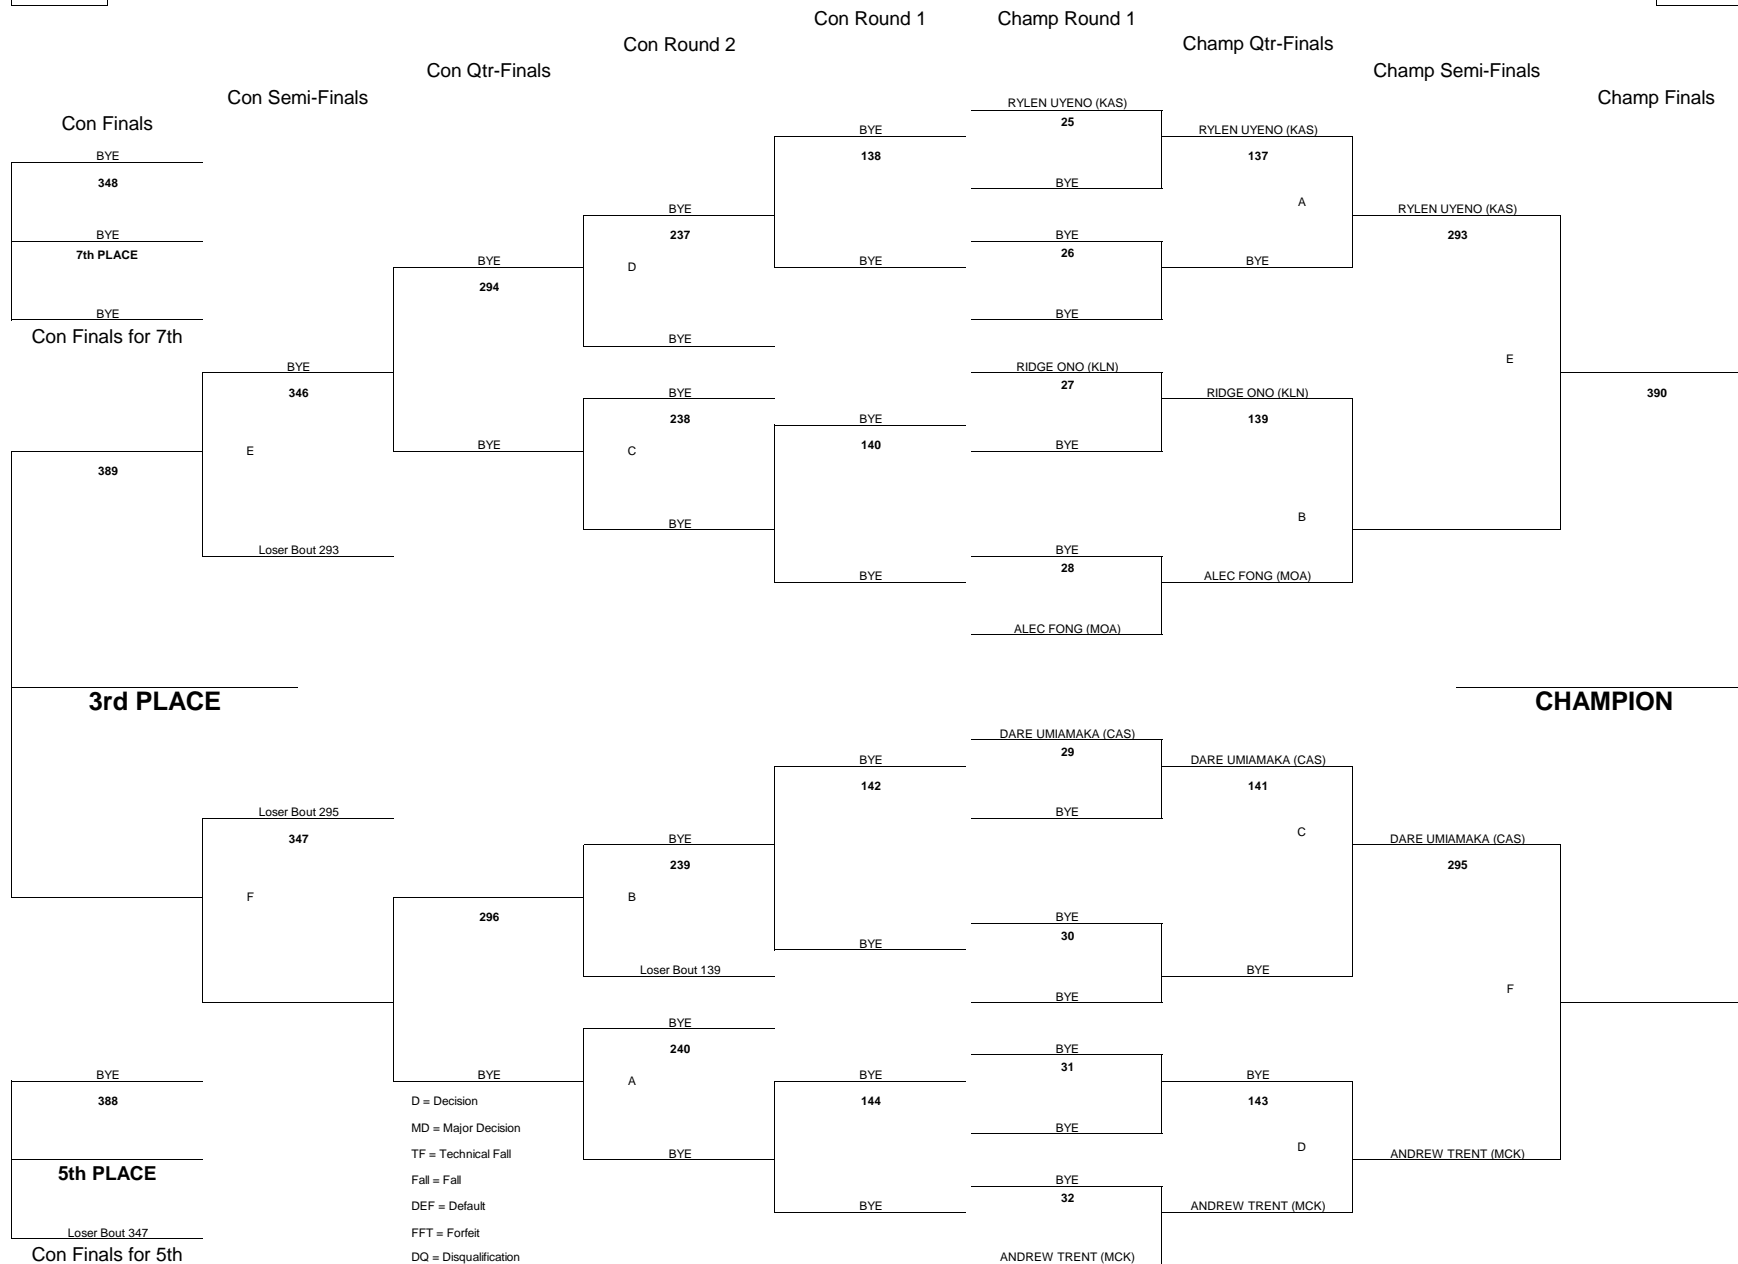 Con Round 1
Champ Round 1
Con Round 2
Champ Qtr-Finals
Con Qtr-Finals
Champ Semi-Finals
Con Semi-Finals
Champ Finals
Con Finals
RYLEN UYENO (KAS)
25
BYE
RYLEN UYENO (KAS)
138
137
BYE
348
BYE
A
BYE
RYLEN UYENO (KAS)
BYE
7th PLACE
237
BYE
26
293
BYE
294
D
BYE
BYE
BYE
Con Finals for 7th
BYE
BYE
E
BYE
346
RIDGE ONO (KLN)
27
390
BYE
238
RIDGE ONO (KLN)
139
BYE
140
E
BYE
C
BYE
389
BYE
B
Loser Bout 293
BYE
28
BYE
ALEC FONG (MOA)
ALEC FONG (MOA)
3rd PLACE
CHAMPION
DARE UMIAMAKA (CAS)
29
BYE
142
DARE UMIAMAKA (CAS)
141
Loser Bout 295
347
BYE
C
BYE
239
DARE UMIAMAKA (CAS)
295
F
296
B
BYE
30
BYE
Loser Bout 139
BYE
BYE
F
BYE
240
BYE
31
BYE
388
BYE
A
BYE
144
BYE
143
D = Decision
MD = Major Decision
BYE
D
TF = Technical Fall
BYE
ANDREW TRENT (MCK)
5th PLACE
Fall = Fall
BYE
32
DEF = Default
BYE
ANDREW TRENT (MCK)
Loser Bout 347
FFT = Forfeit
Con Finals for 5th
DQ = Disqualification
ANDREW TRENT (MCK)